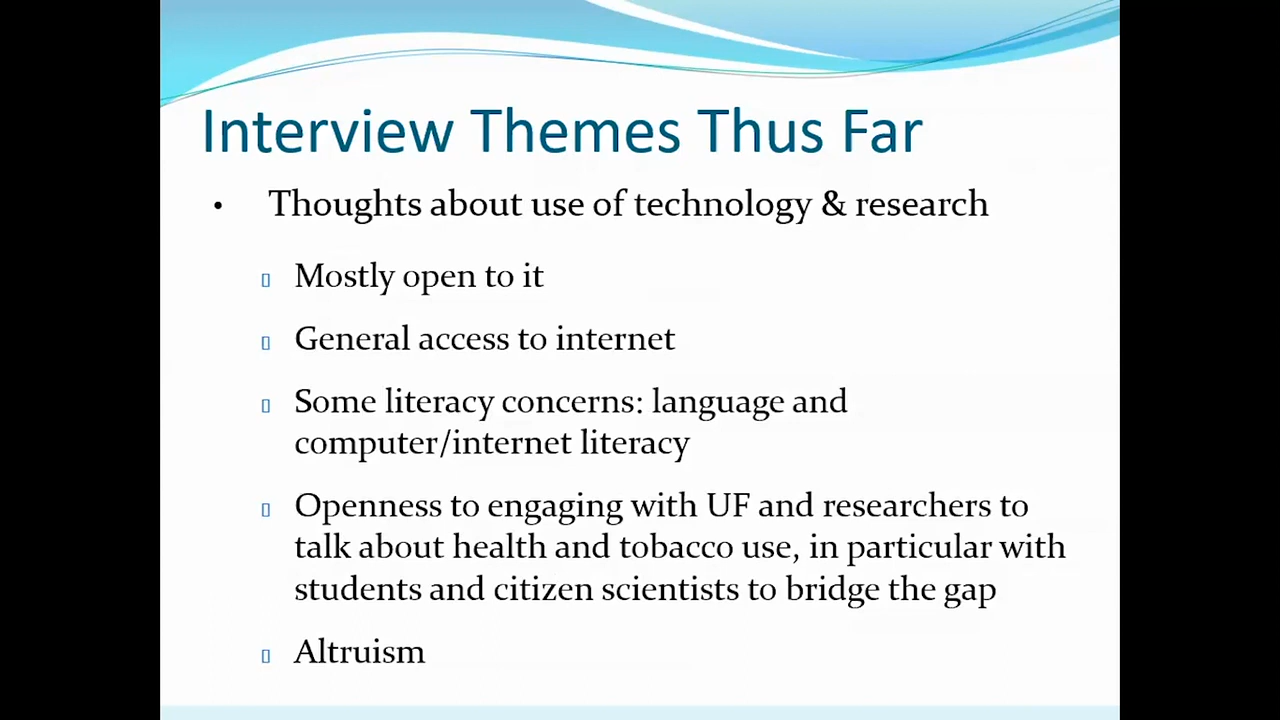 Interview Themes Thus Far
• Thoughts about use of technology & research
▯ Mostly open to it
▯ General access to internet
▯ Some literacy concerns: language and
computer/internet literacy
▯ Openness to engaging with UF and researchers to
talk about health and tobacco use, in particular with
students and citizen scientists to bridge the gap
▯ Altruism